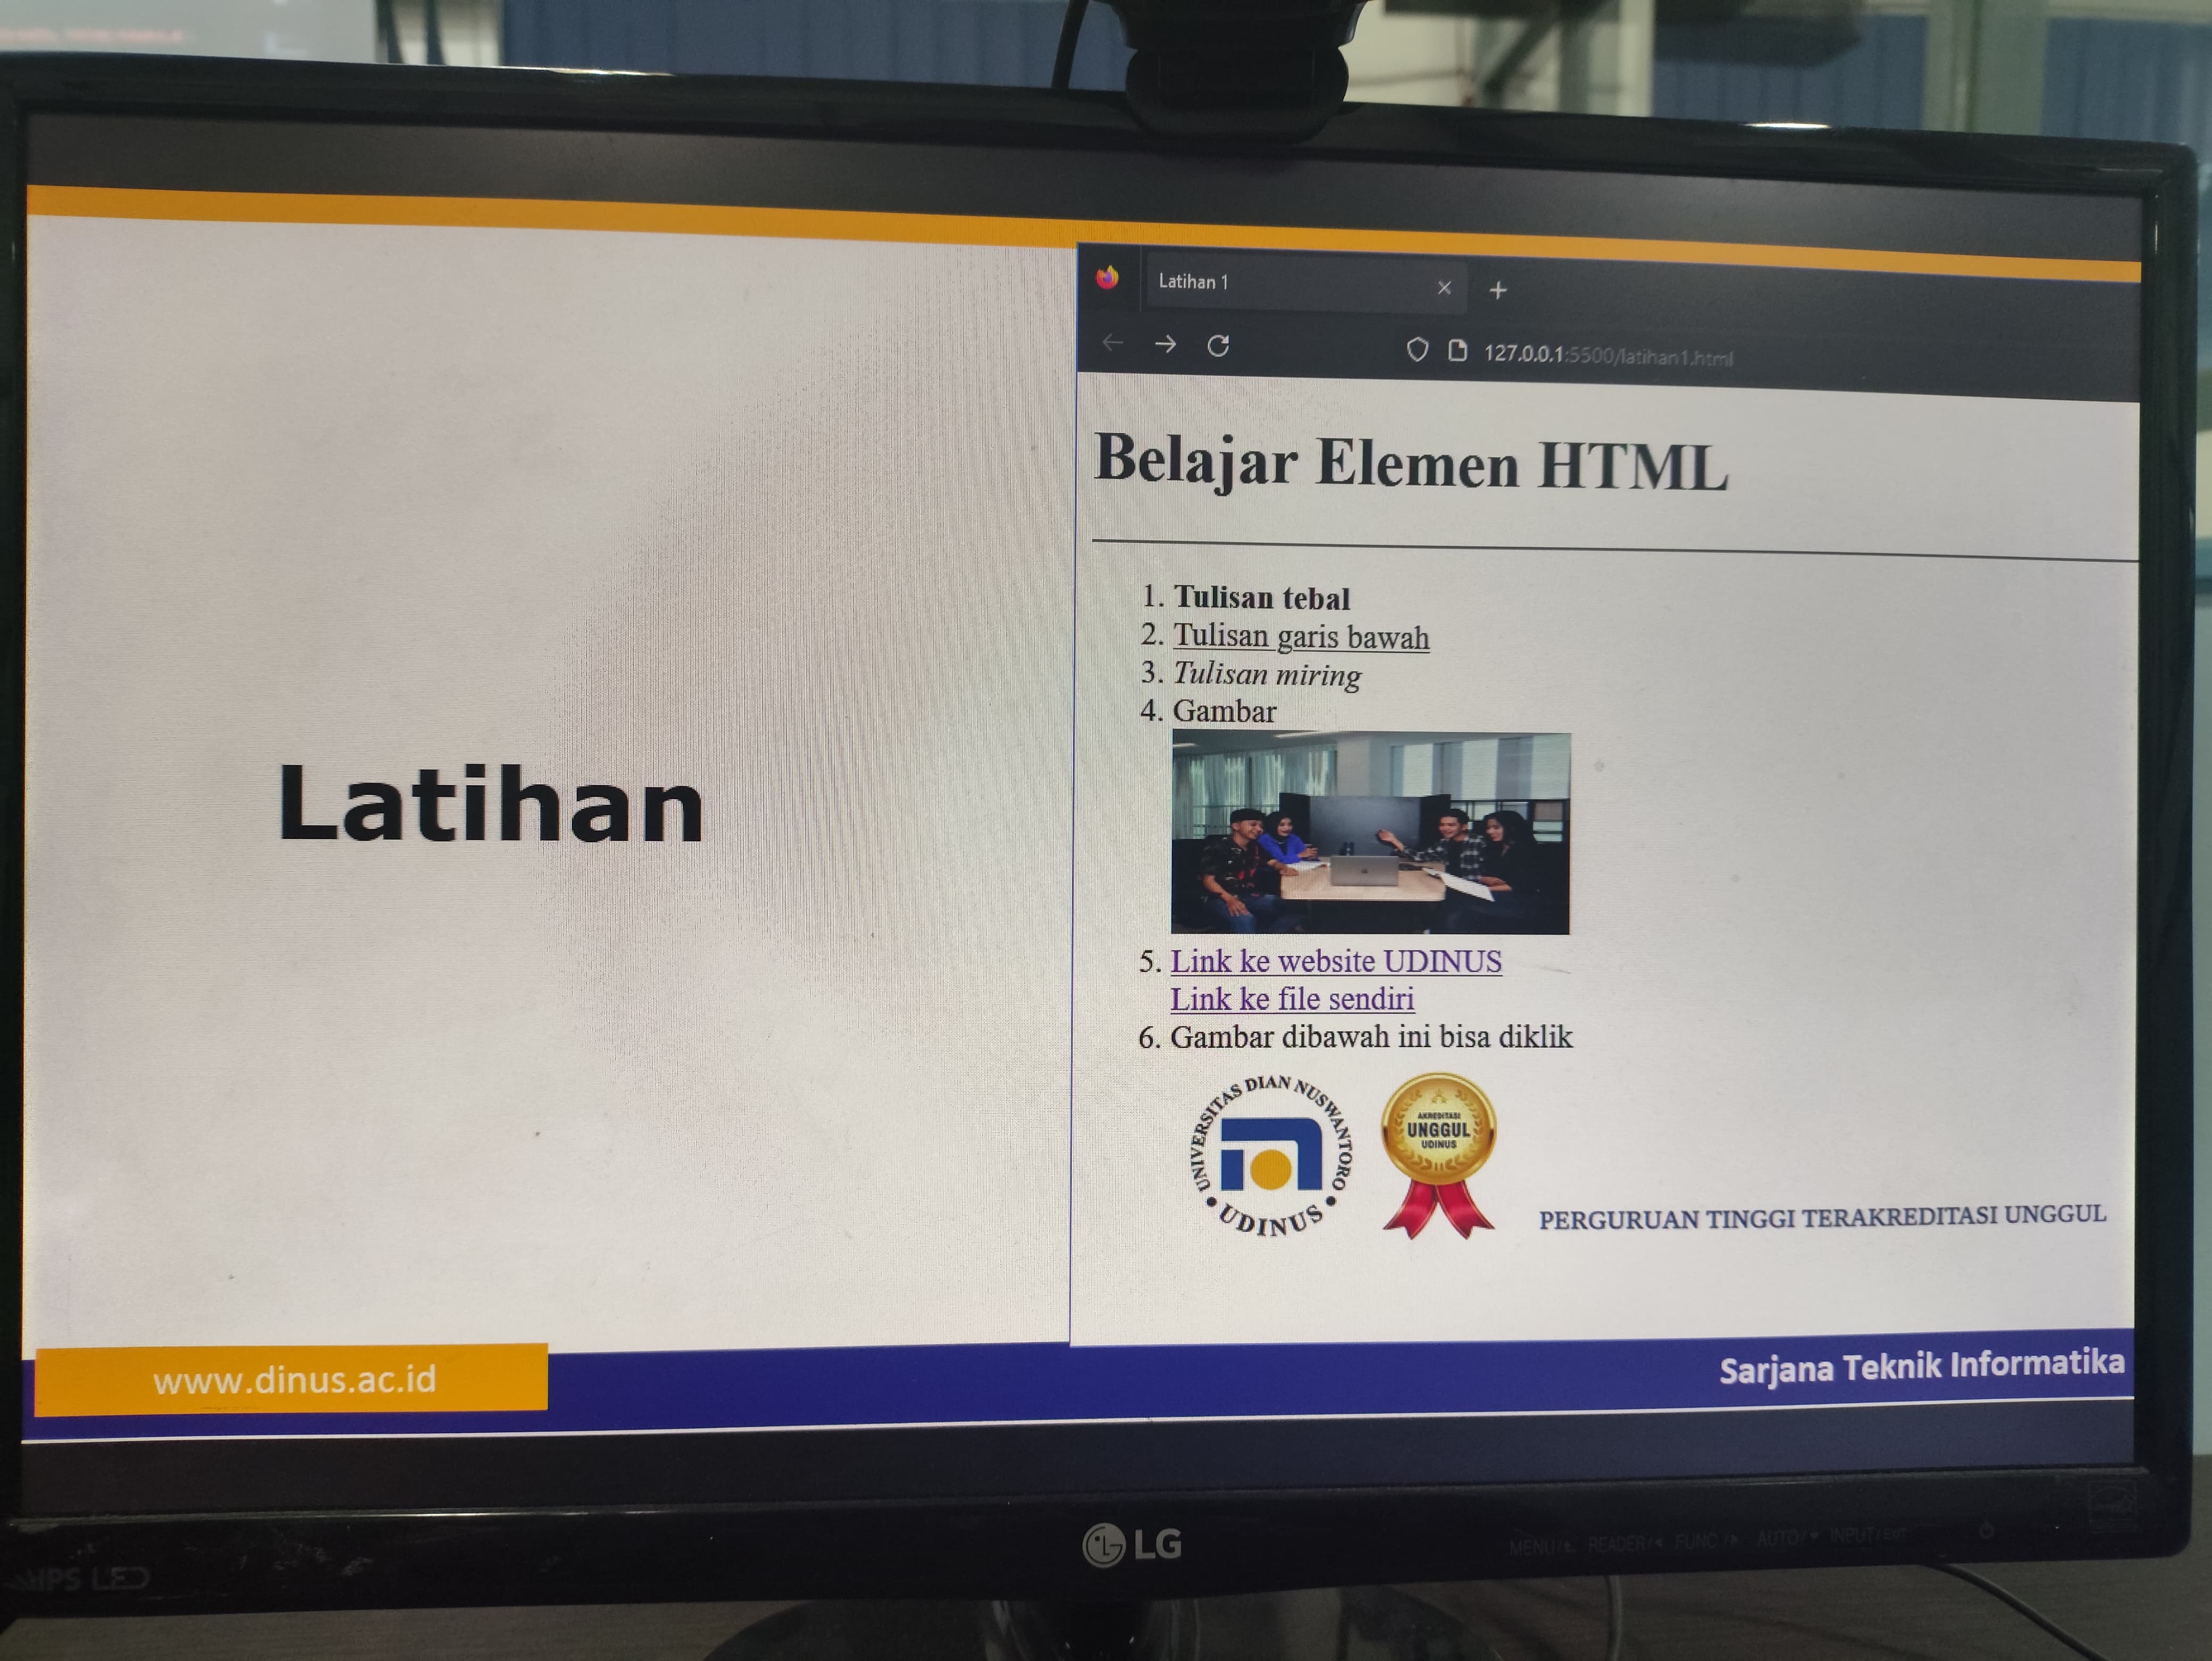 Latihan 1
127.0.0.1:5500/latihan1.html
Belajar Elemen HTML
1. Tulisan tebal
2. Tulisan garis bawah
3. Tulisan miring
4. Gambar
Latihan
5. Link ke website UDINUS
Link ke file sendiri
6. Gambar dibawah ini bisa diklik
UNIVERSITAS DIAN NUSWANTORO
UDINUS
AKREDITASI
UNGGUL
UDINUS
PERGURUAN TINGGI TERAKREDITASI UNGGUL
www.dinus.ac.id
Sarjana Teknik Informatika
LG
MENU/ READER/ FUNC/ AUTO/ INPUT/EXIT
IPS LED